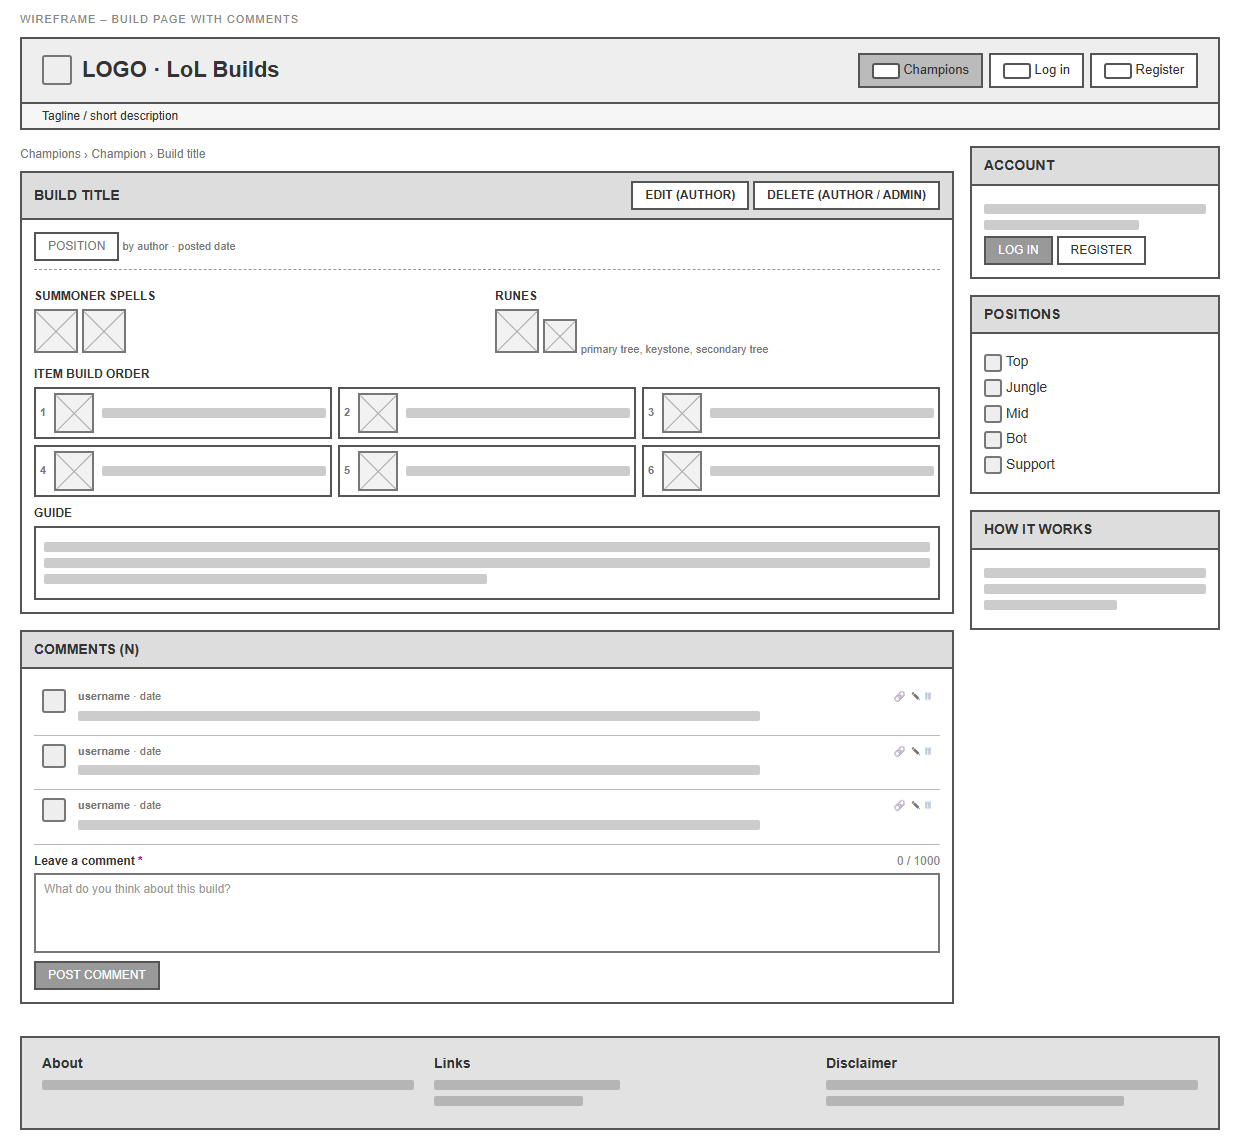 WIREFRAME – BUILD PAGE WITH COMMENTS
LOGO · LoL Builds
Champions
Log in
Register
Tagline / short description
Champions › Champion › Build title
BUILD TITLE
EDIT (AUTHOR)
DELETE (AUTHOR / ADMIN)
POSITION
by author · posted date
SUMMONER SPELLS
RUNES
primary tree, keystone, secondary tree
ITEM BUILD ORDER
1
2
3
4
5
6
GUIDE
COMMENTS (N)
username · date
username · date
username · date
Leave a comment *
0 / 1000
What do you think about this build?
POST COMMENT
ACCOUNT
LOG IN
REGISTER
POSITIONS
Top
Jungle
Mid
Bot
Support
HOW IT WORKS
About
Links
Disclaimer